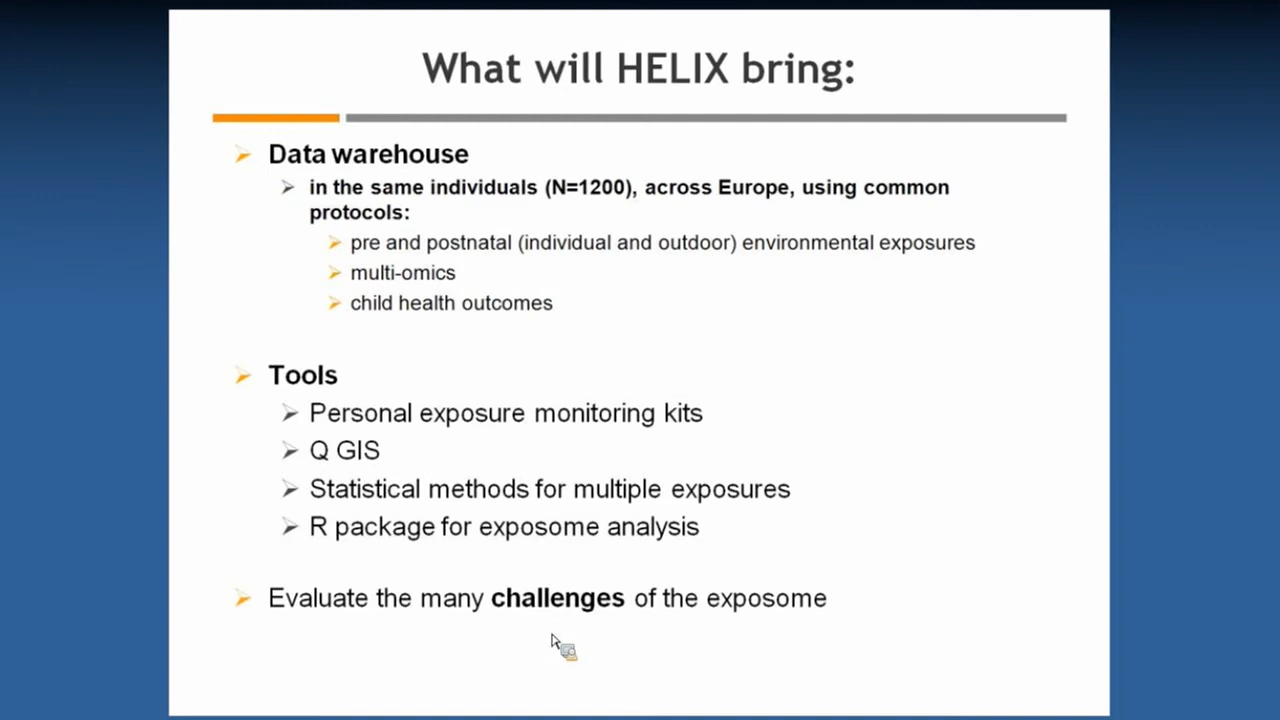 What will HELIX bring:
Data warehouse
in the same individuals (N=1200), across Europe, using common
protocols:
pre and postnatal (individual and outdoor) environmental exposures
multi-omics
child health outcomes
Tools
Personal exposure monitoring kits
Q GIS
Statistical methods for multiple exposures
R package for exposome analysis
Evaluate the many challenges of the exposome